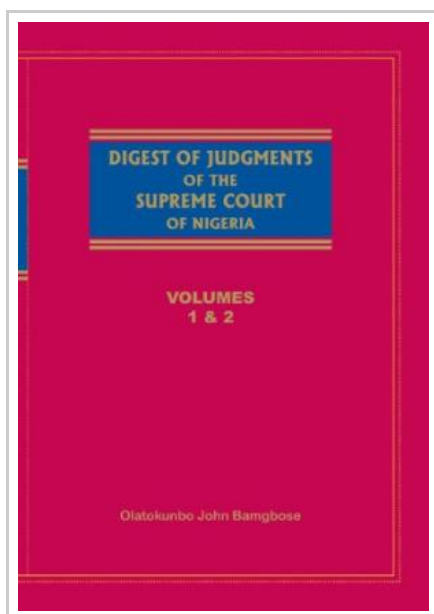 DIGEST OF JUDGMENTS
OF THE
SUPREME COURT
OF NIGERIA
VOLUMES
1 & 2
Olatokunbo John Bamgbose